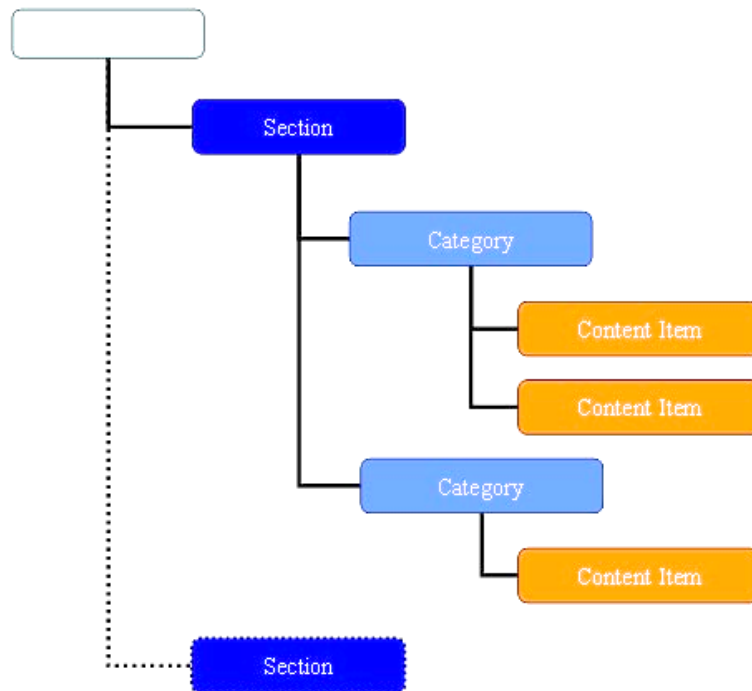 Section
Category
Content Item
Content Item
Category
Content Item
Section